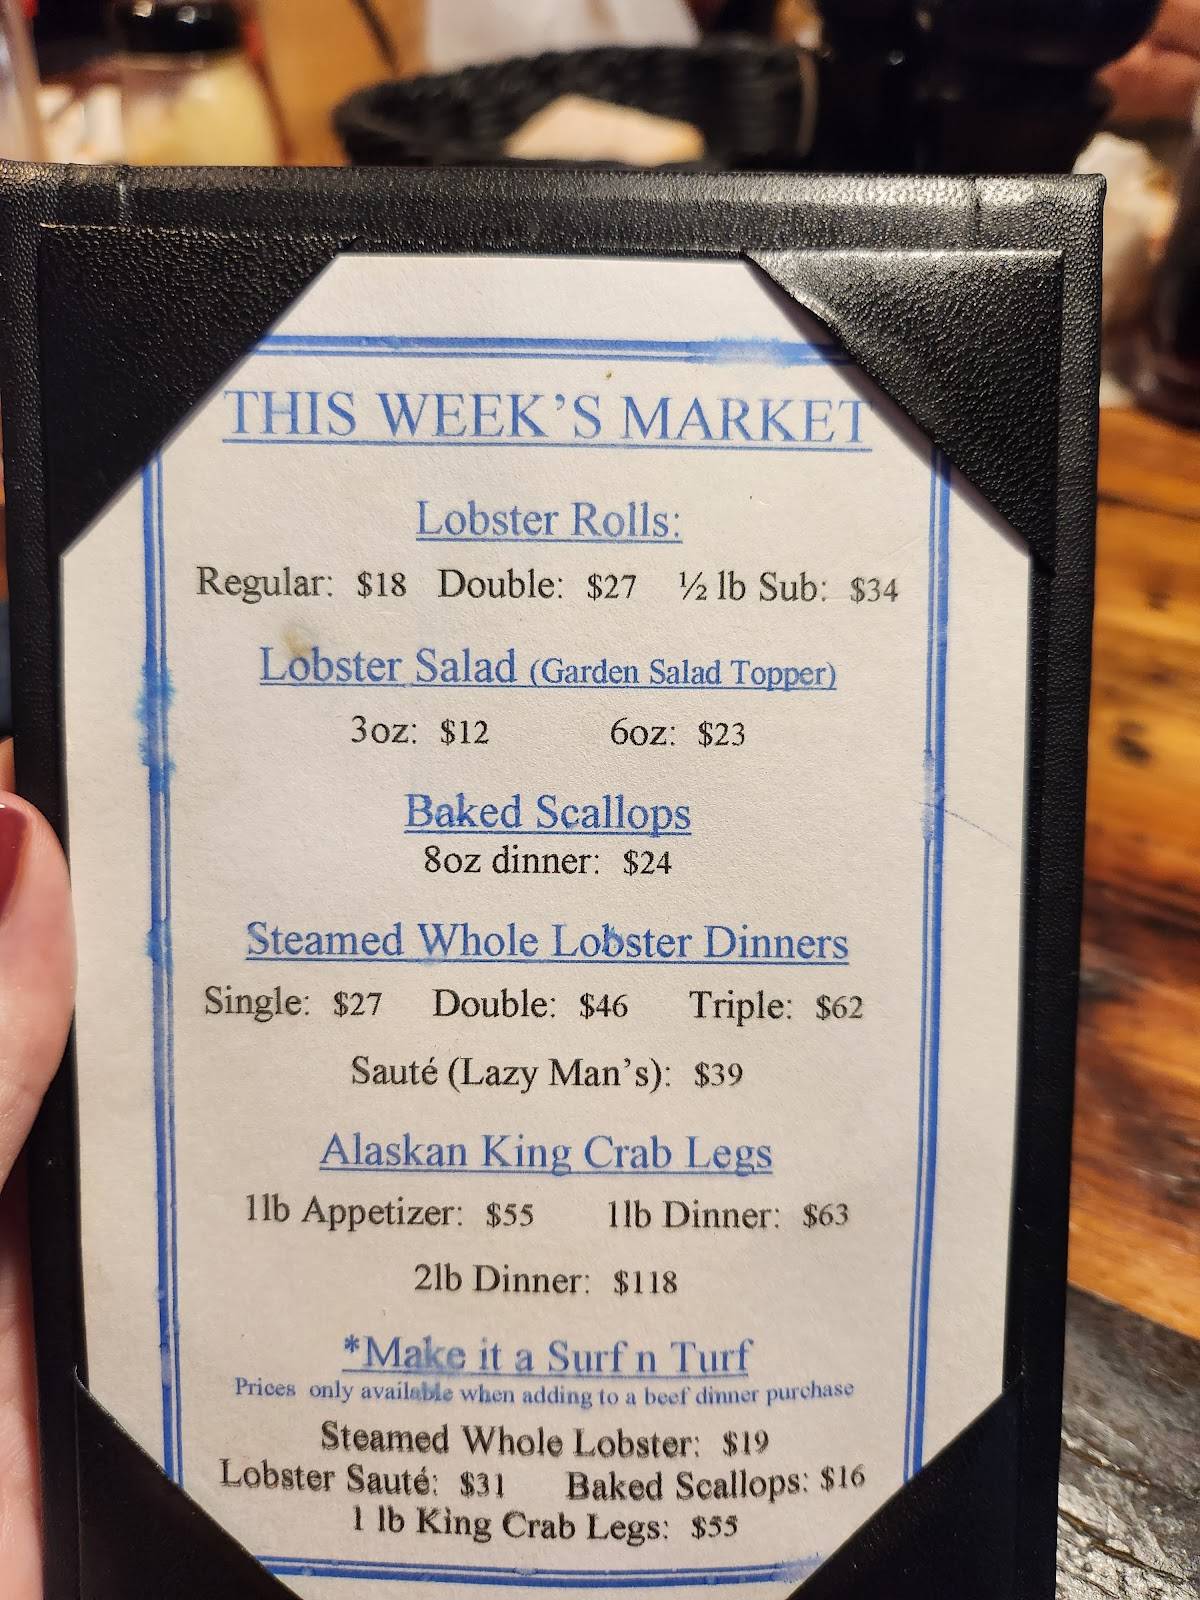 THIS WEEK'S MARKET
Lobster Rolls:
Regular: $18 Double: $27 ½ lb Sub: $34
Lobster Salad (Garden Salad Topper)
3oz: $12 6oz: $23
Baked Scallops
8oz dinner: $24
Steamed Whole Lobster Dinners
Single: $27 Double: $46 Triple: $62
Sauté (Lazy Man's): $39
Alaskan King Crab Legs
1lb Appetizer: $55 1lb Dinner: $63
2lb Dinner: $118
*Make it a Surf n Turf
Prices only available when adding to a beef dinner purchase
Steamed Whole Lobster: $19
Lobster Sauté: $31 Baked Scallops: $16
1 lb King Crab Legs: $55